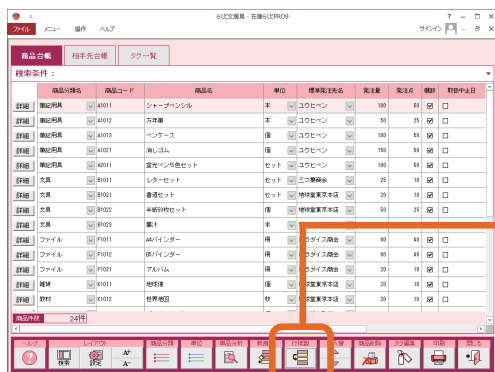 らくだ文房具 - 在庫らくだPRO9
ファイル メニュー 操作 ヘルプ サインイン
商品台帳 相手先台帳 タグ一覧
検索条件：
商品分類名 商品コード 商品名 単位 標準発注先名 発注量 発注点 棚卸 取扱中止日
詳細 筆記用具 A1011 シャープペンシル 本 ユウヒペン 100 50
詳細 筆記用具 A1012 万年筆 本 ユウヒペン 100 50
詳細 筆記用具 A1013 ペンケース 個 ユウヒペン 100 50
詳細 筆記用具 A1021 消しゴム 個 ユウヒペン 150 50
詳細 筆記用具 A2011 蛍光ペン5色セット セット ユウヒペン 100 50
詳細 文具 B1011 レターセット セット 三つ葉商会 25 10
詳細 文具 B1021 書道セット セット 地球堂東京本店 20 10
詳細 文具 B1022 半紙50枚セット 個 地球堂東京本店 50 25
詳細 文具 B1023 墨汁 本
詳細 ファイル F1011 A4バインダー 冊 ラダイス商会 80 40
詳細 ファイル F1012 B5バインダー 冊 ラダイス商会 80 40
詳細 ファイル F1021 アルバム 冊 ラダイス商会 20 10
詳細 雑貨 K1011 地球儀 個 地球堂東京本店 20 10
詳細 教材 K1012 世界地図 枚 地球堂東京本店 20 10
商品件数 24件
ヘルプ レイアウト 商品分類 単位 単品分析 新規 行複製 替 商品削除 タグ編集 印刷 閉じる
検索 A+ A-